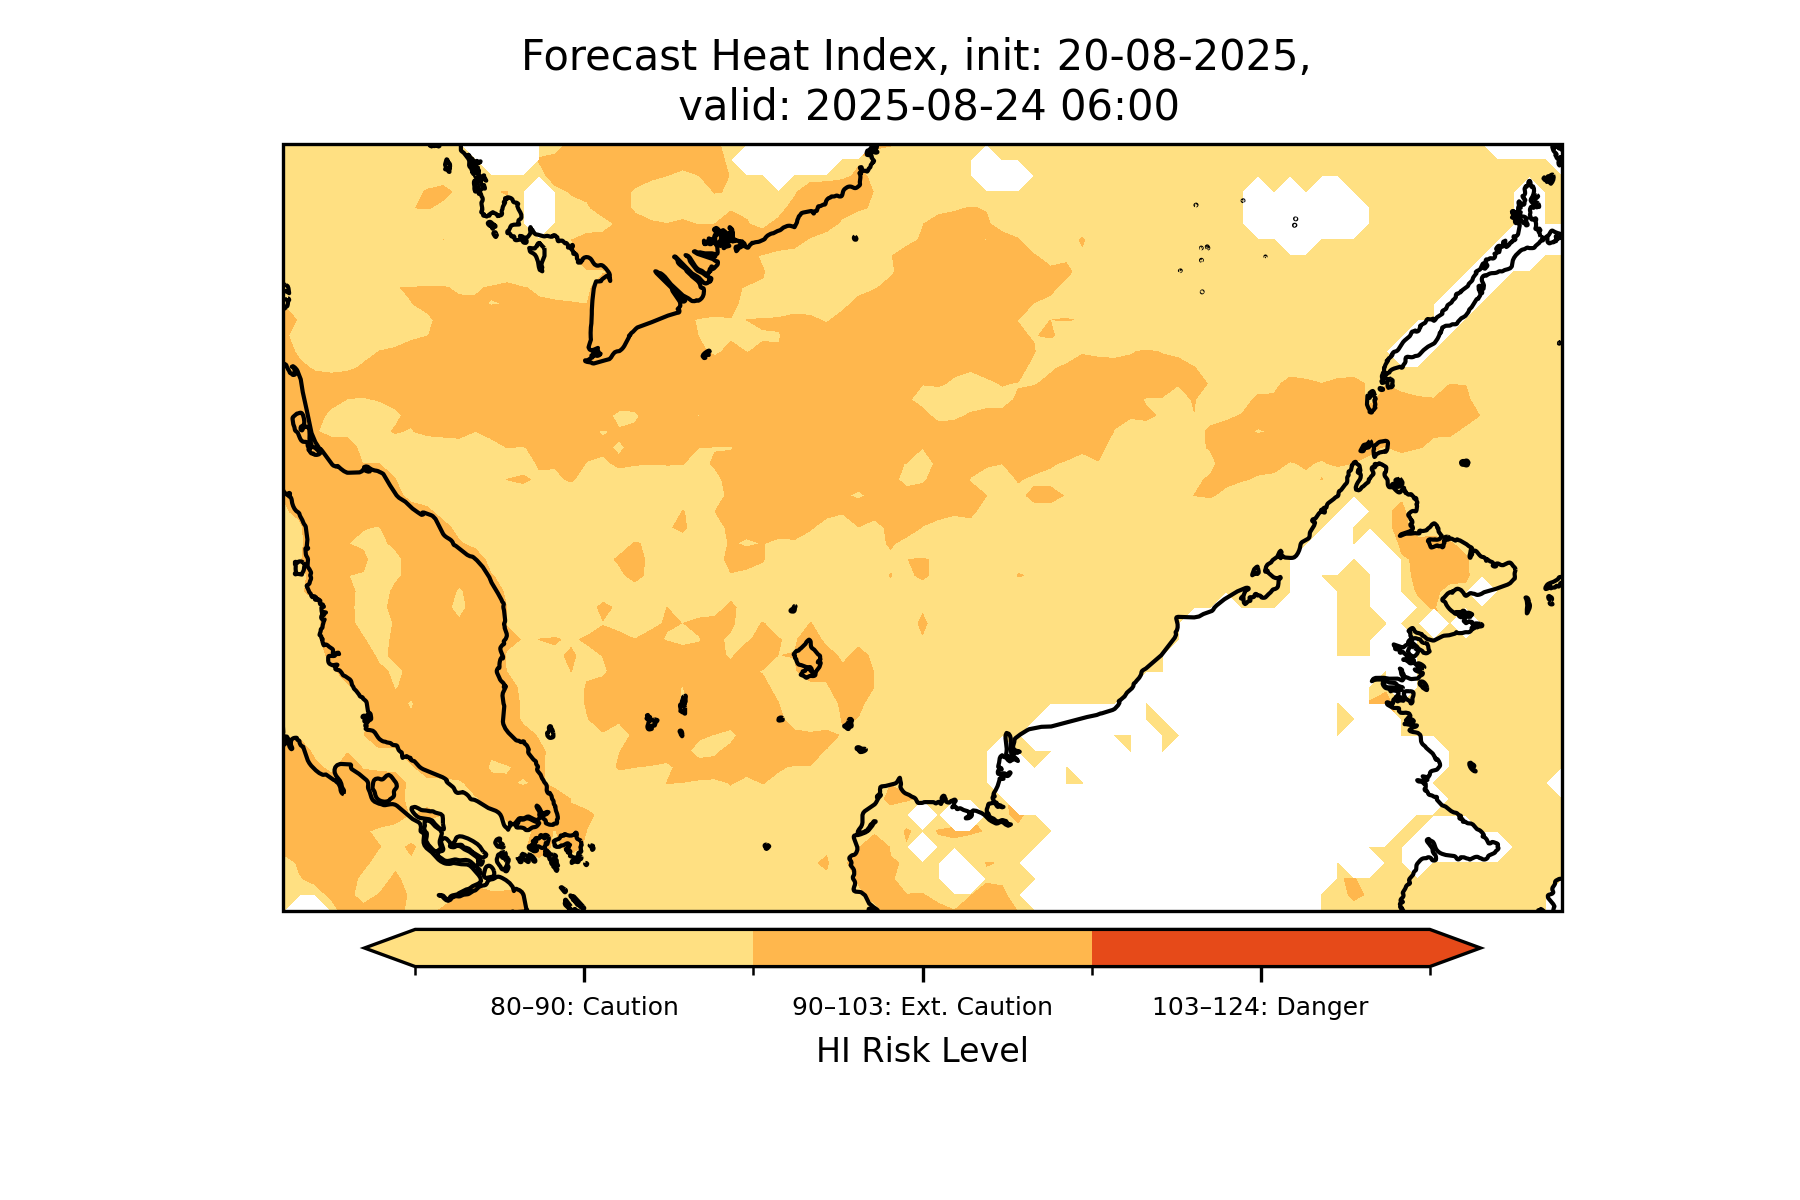 Forecast Heat Index, init: 20-08-2025,
valid: 2025-08-24 06:00
80–90: Caution
90–103: Ext. Caution
103–124: Danger
HI Risk Level